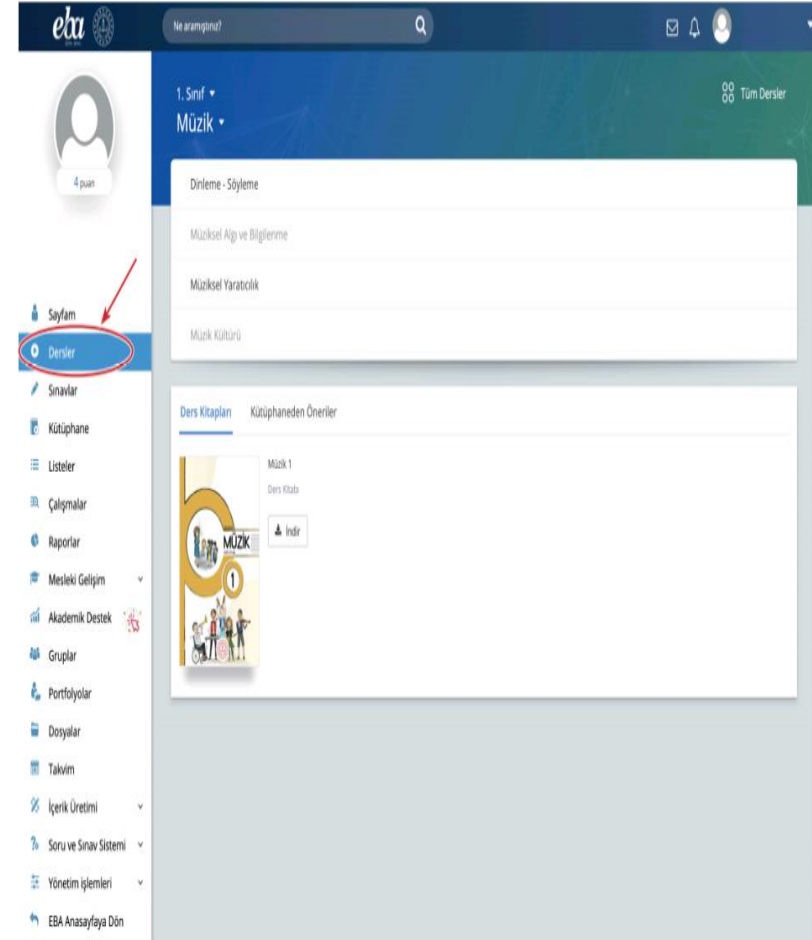 eba
Ne aramıştınız?
1. Sınıf
Müzik
Tüm Dersler
4 puan
Dinleme - Söyleme
Müziksel Algı ve Bilgilenme
Müziksel Yaratıcılık
Müzik Kültürü
Sayfam
Dersler
Sınavlar
Kütüphane
Listeler
Çalışmalar
Raporlar
Mesleki Gelişim
Akademik Destek
Gruplar
Portfolyolar
Dosyalar
Takvim
İçerik Üretimi
Soru ve Sınav Sistemi
Yönetim işlemleri
EBA Anasayfaya Dön
Ders Kitapları
Kütüphaneden Öneriler
Müzik 1
Ders Kitabı
İndir
MÜZİK
1